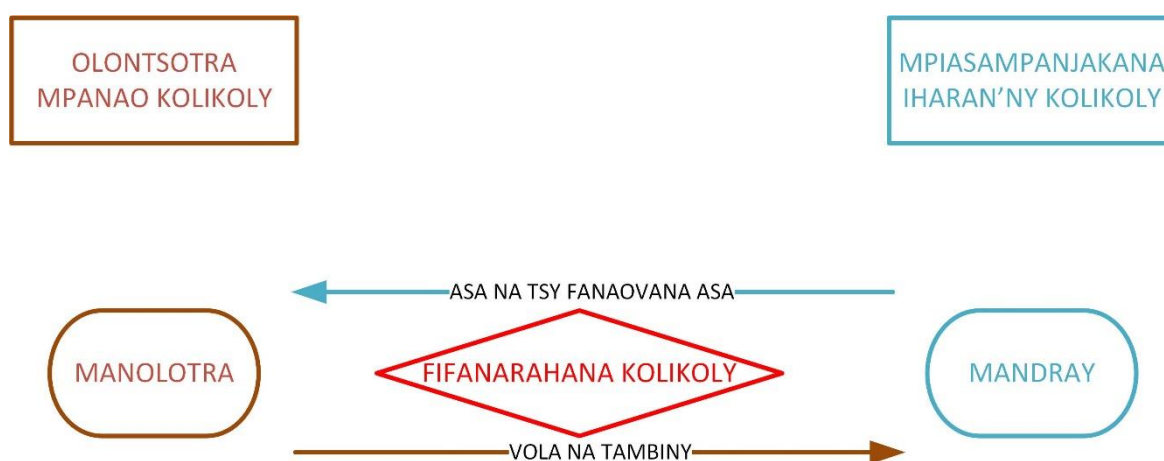 OLONTSOTRA
MPANAO KOLIKOLY
MPIASAMPANJAKANA
IHARAN’NY KOLIKOLY
ASA NA TSY FANAOVANA ASA
MANOLOTRA
FIFANARAHANA KOLIKOLY
MANDRAY
VOLA NA TAMBINY